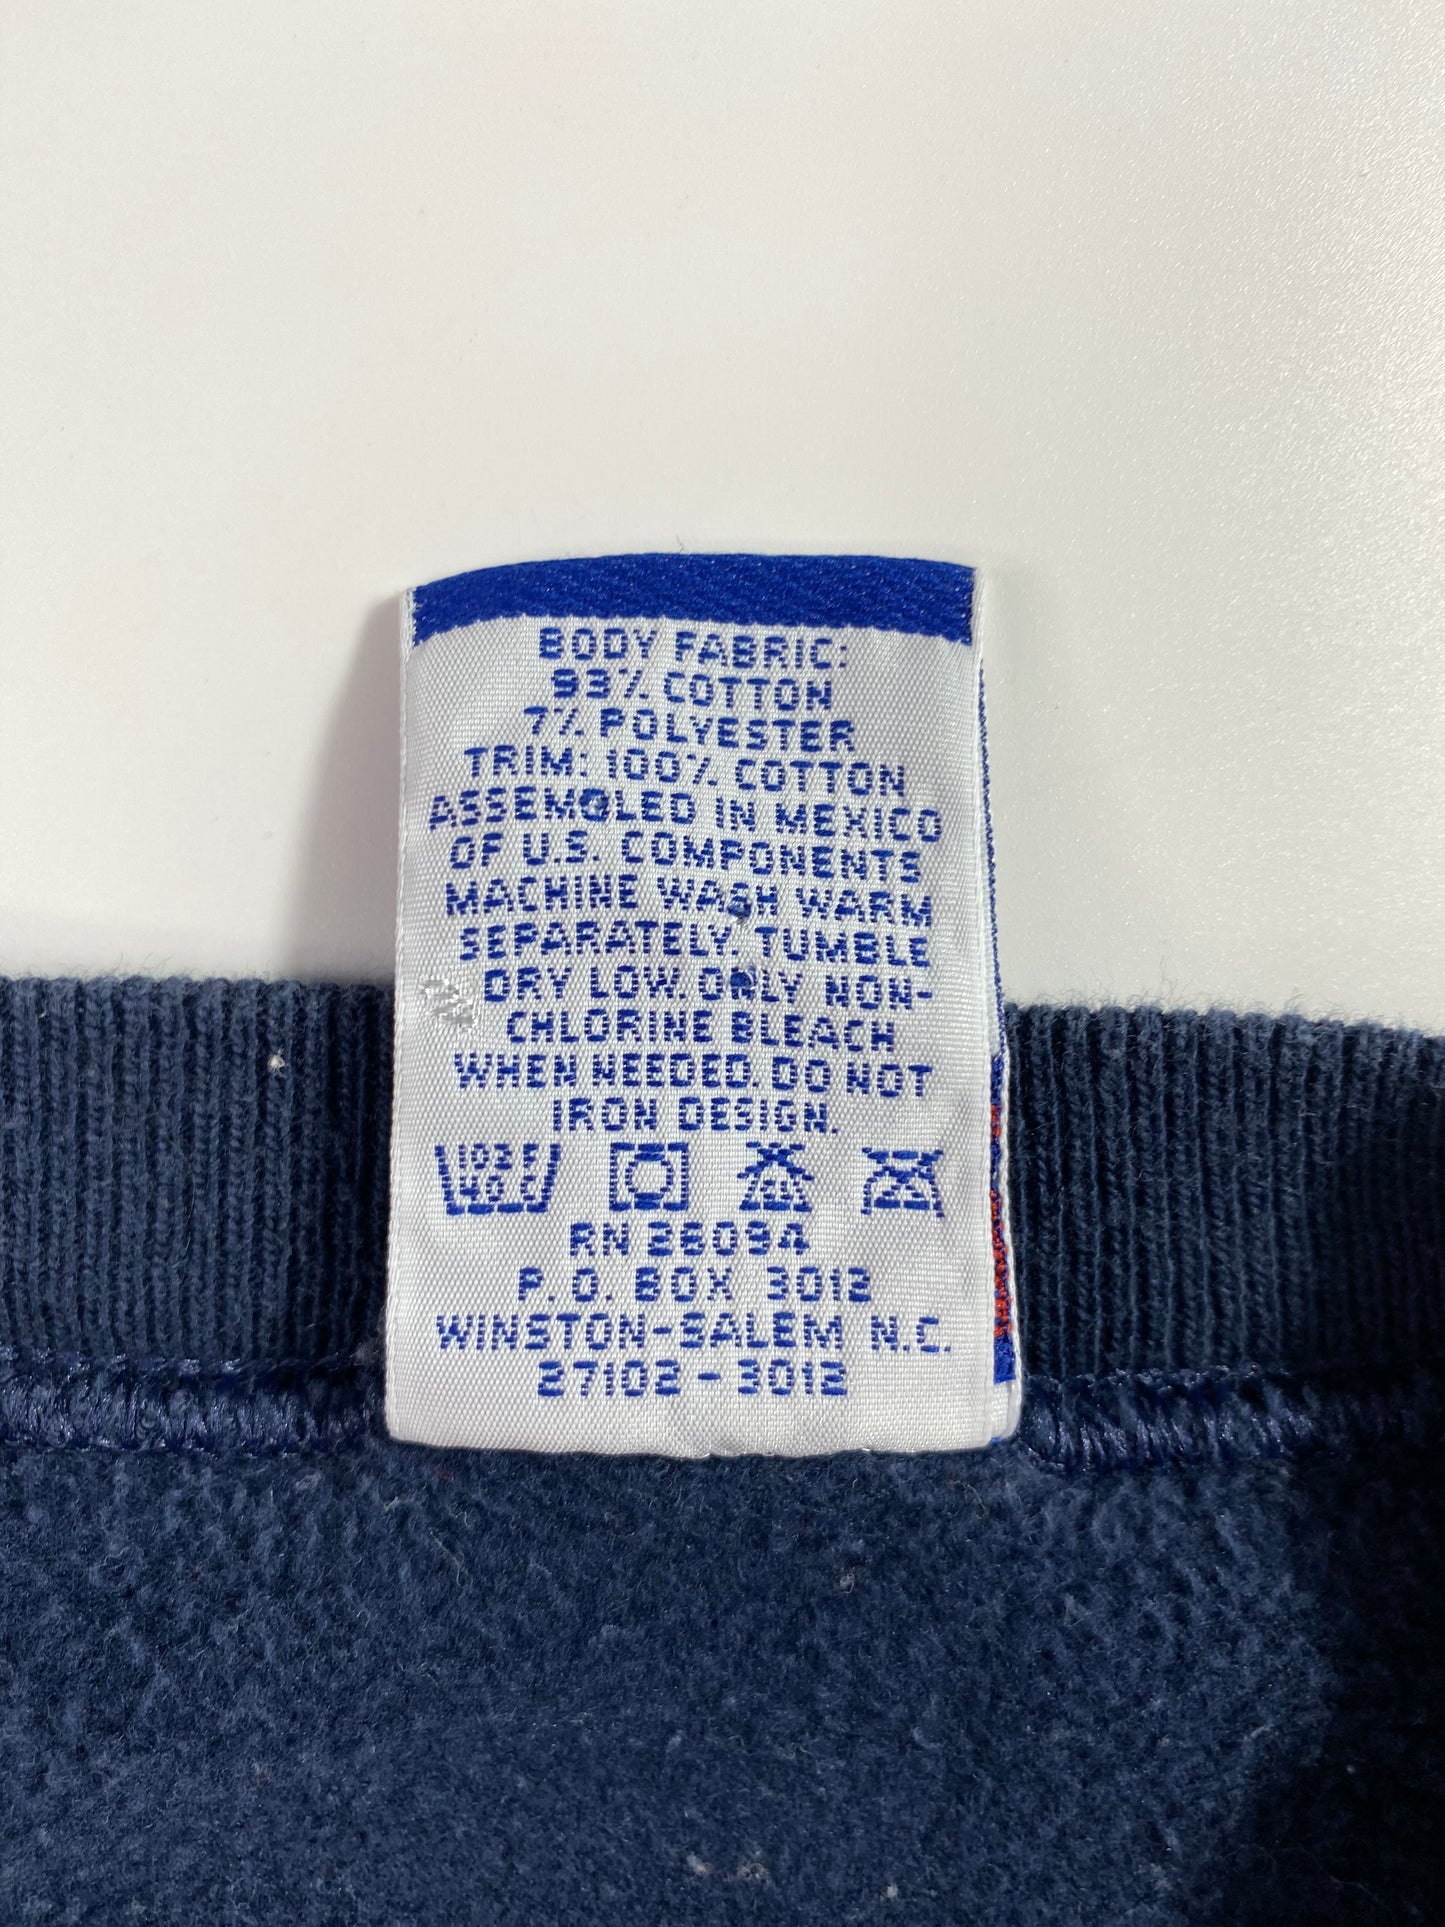 BODY FABRIC:
93% COTTON
7% POLYESTER
TRIM: 100% COTTON
ASSEMBLED IN MEXICO
OF U.S. COMPONENTS
MACHINE WASH WARM
SEPARATELY. TUMBLE
DRY LOW. ONLY NON-
CHLORINE BLEACH
WHEN NEEDED. DO NOT
IRON DESIGN.
103 F
40 C
RN 26094
P. O. BOX 3012
WINSTON-SALEM N.C.
27102 - 3012